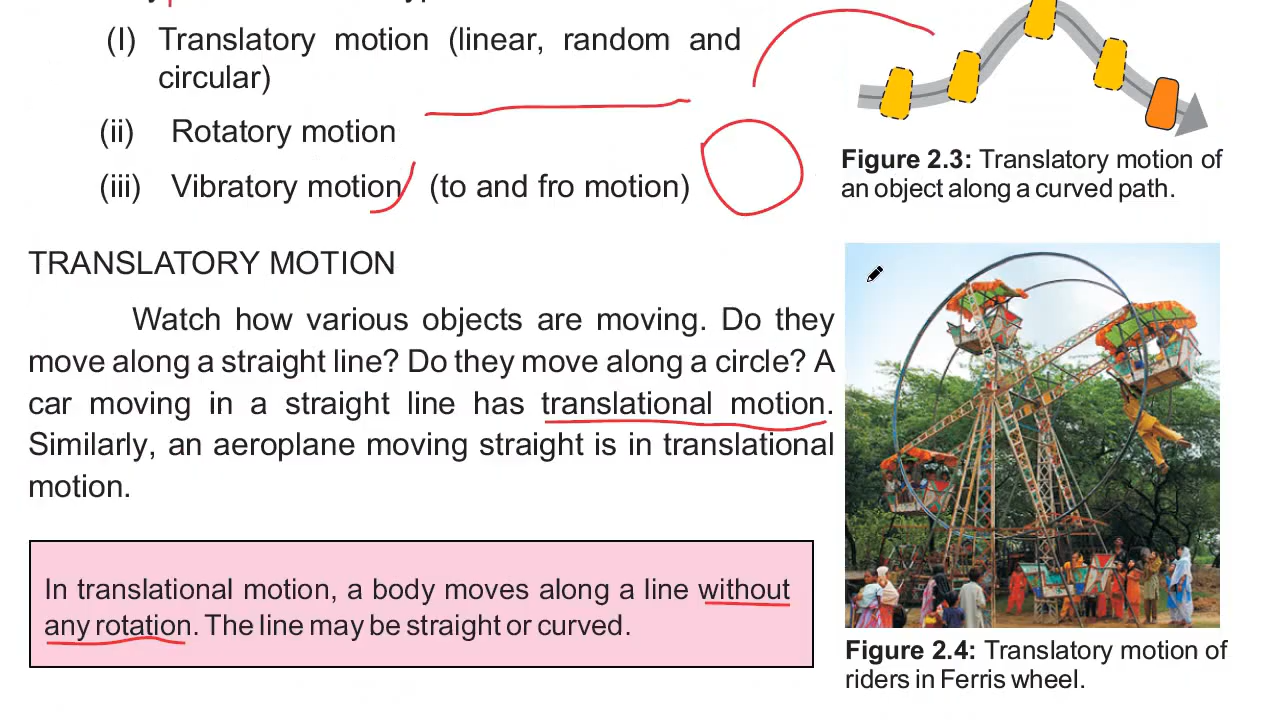 (I) Translatory motion (linear, random and
circular)
(ii) Rotatory motion
(iii) Vibratory motion (to and fro motion)
Figure 2.3: Translatory motion of
an object along a curved path.
TRANSLATORY MOTION
Watch how various objects are moving. Do they
move along a straight line? Do they move along a circle? A
car moving in a straight line has translational motion.
Similarly, an aeroplane moving straight is in translational
motion.
In translational motion, a body moves along a line without
any rotation. The line may be straight or curved.
Figure 2.4: Translatory motion of
riders in Ferris wheel.